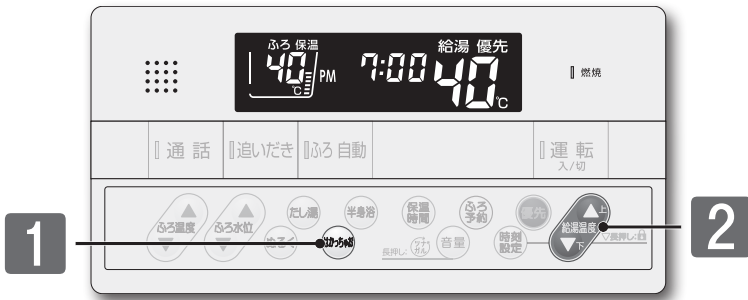 ふろ 保温
40
℃
PM
7:00
給湯 優先
40
℃
燃焼
通話
追いだき
ふろ 自動
運転
入/切
ふろ温度
ふろ水位
たし湯
半身浴
保温
時間
ふろ
予約
優先
上
給湯温度
下
ぬるく
はかっちゃお
長押し:
音量
時刻
設定
▽長押し:
1
2